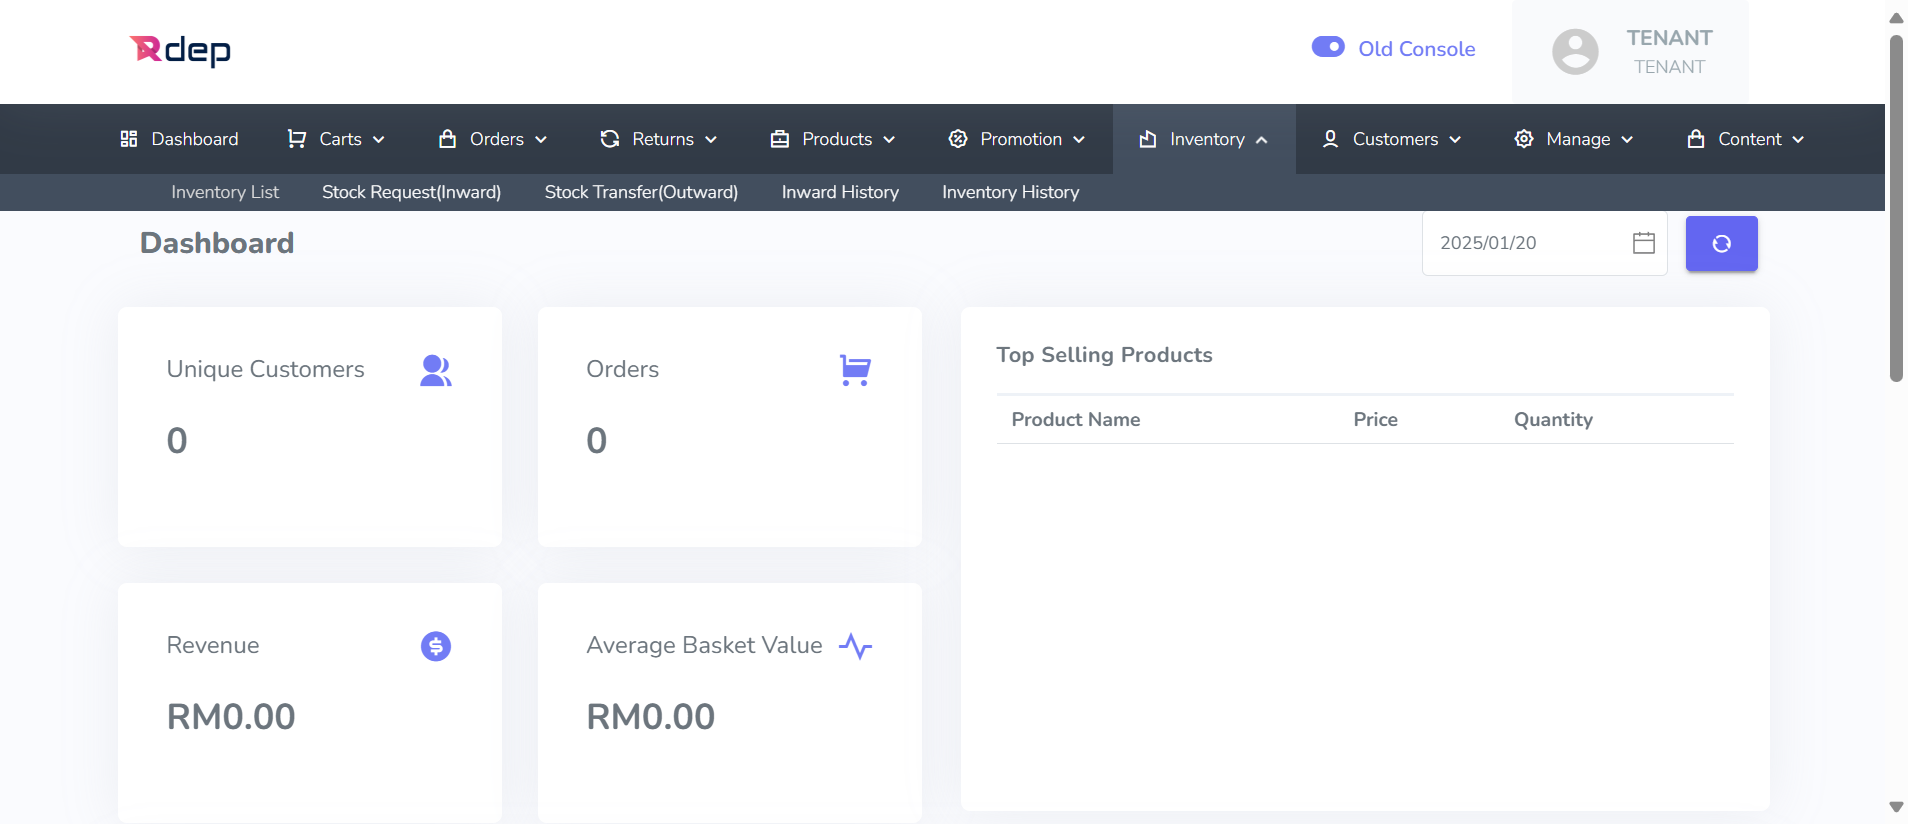 Rdep
Old Console
TENANT
TENANT
Dashboard Carts Orders Returns Products Promotion Inventory Customers Manage Content
Inventory List Stock Request(Inward) Stock Transfer(Outward) Inward History Inventory History
Dashboard
2025/01/20
Unique Customers
0
Orders
0
Top Selling Products
Product Name Price Quantity
Revenue
RM0.00
Average Basket Value
RM0.00